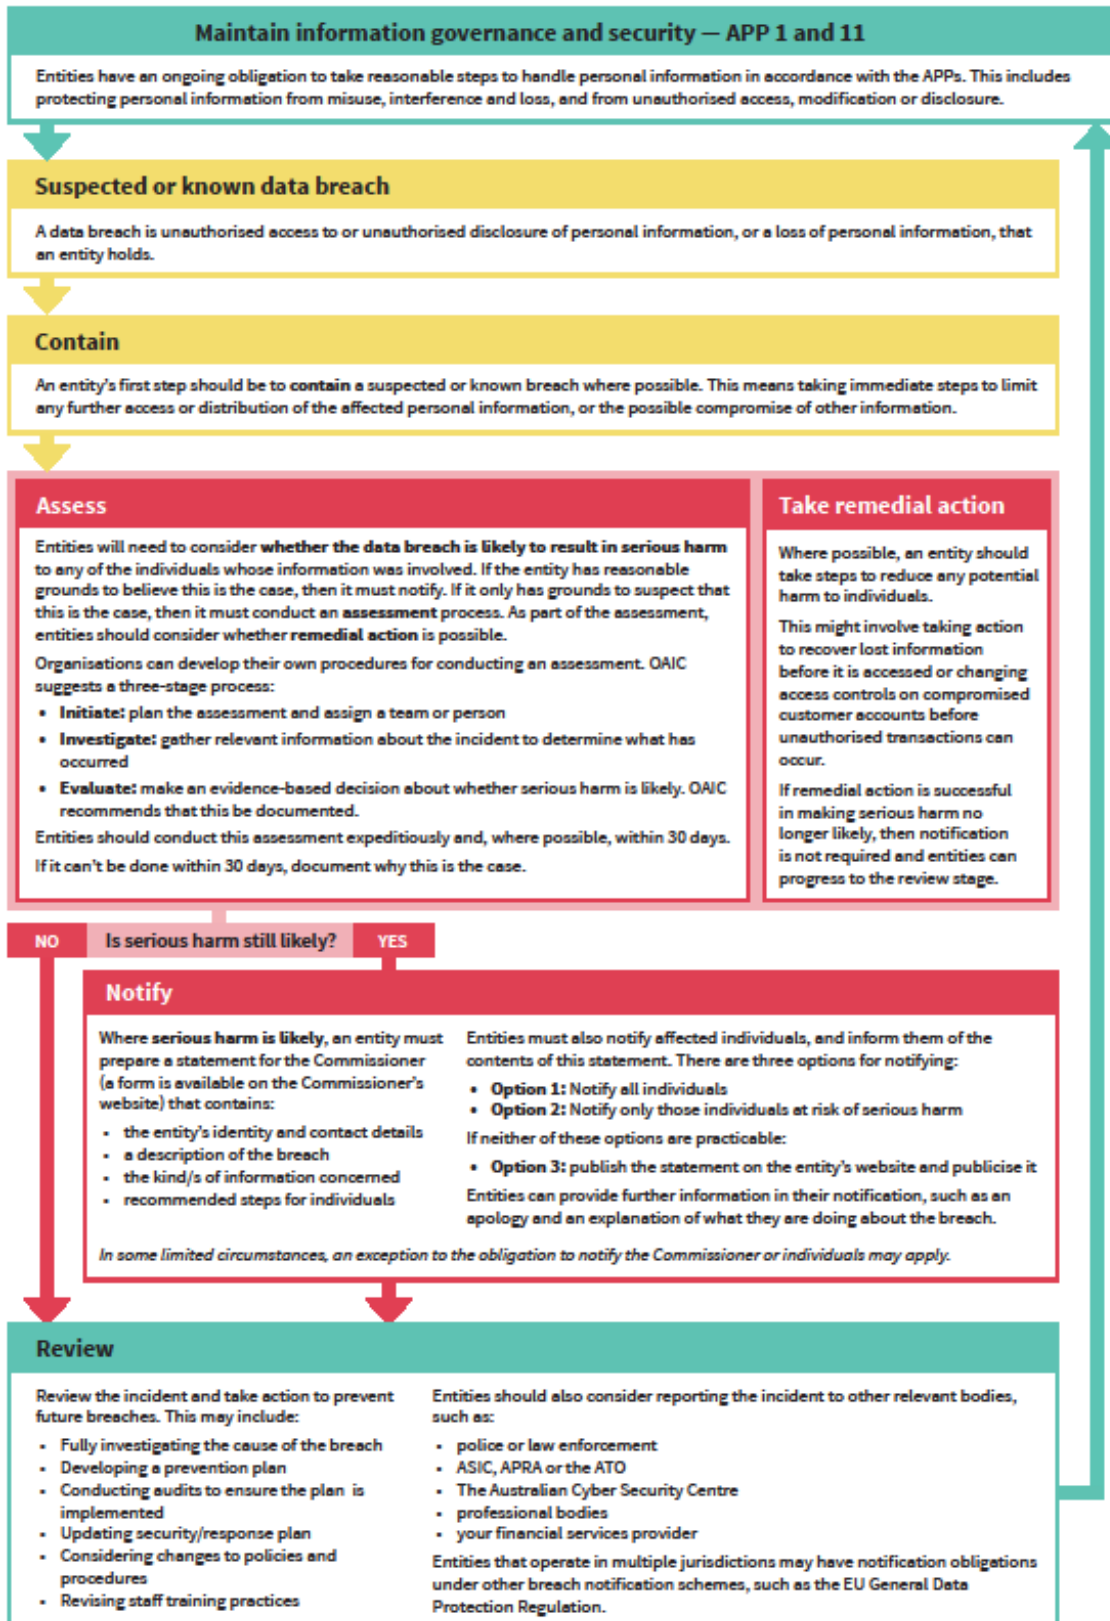 Maintain information governance and security — APP 1 and 11
Entities have an ongoing obligation to take reasonable steps to handle personal information in accordance with the APPs. This includes
protecting personal information from misuse, interference and loss, and from unauthorised access, modification or disclosure.
Suspected or known data breach
A data breach is unauthorised access to or unauthorised disclosure of personal information, or a loss of personal information, that
an entity holds.
Contain
An entity's first step should be to contain a suspected or known breach where possible. This means taking immediate steps to limit
any further access or distribution of the affected personal information, or the possible compromise of other information.
Assess
Entities will need to consider whether the data breach is likely to result in serious harm
to any of the individuals whose information was involved. If the entity has reasonable
grounds to believe this is the case, then it must notify. If it only has grounds to suspect that
this is the case, then it must conduct an assessment process. As part of the assessment,
entities should consider whether remedial action is possible.
Organisations can develop their own procedures for conducting an assessment. OAIC
suggests a three-stage process:
• Initiate: plan the assessment and assign a team or person
• Investigate: gather relevant information about the incident to determine what has
occurred
• Evaluate: make an evidence-based decision about whether serious harm is likely. OAIC
recommends that this be documented.
Entities should conduct this assessment expeditiously and, where possible, within 30 days.
If it can't be done within 30 days, document why this is the case.
Take remedial action
Where possible, an entity should
take steps to reduce any potential
harm to individuals.
This might involve taking action
to recover lost information
before it is accessed or changing
access controls on compromised
customer accounts before
unauthorised transactions can
occur.
If remedial action is successful
in making serious harm no
longer likely, then notification
is not required and entities can
progress to the review stage.
NO Is serious harm still likely? YES
Notify
Where serious harm is likely, an entity must
prepare a statement for the Commissioner
(a form is available on the Commissioner's
website) that contains:
• the entity's identity and contact details
• a description of the breach
• the kind/s of information concerned
• recommended steps for individuals
Entities must also notify affected individuals, and inform them of the
contents of this statement. There are three options for notifying:
• Option 1: Notify all individuals
• Option 2: Notify only those individuals at risk of serious harm
If neither of these options are practicable:
• Option 3: publish the statement on the entity's website and publicise it
Entities can provide further information in their notification, such as an
apology and an explanation of what they are doing about the breach.
In some limited circumstances, an exception to the obligation to notify the Commissioner or individuals may apply.
Review
Review the incident and take action to prevent
future breaches. This may include:
• Fully investigating the cause of the breach
• Developing a prevention plan
• Conducting audits to ensure the plan is
implemented
• Updating security/response plan
• Considering changes to policies and
procedures
• Revising staff training practices
Entities should also consider reporting the incident to other relevant bodies,
such as:
• police or law enforcement
• ASIC, APRA or the ATO
• The Australian Cyber Security Centre
• professional bodies
• your financial services provider
Entities that operate in multiple jurisdictions may have notification obligations
under other breach notification schemes, such as the EU General Data
Protection Regulation.